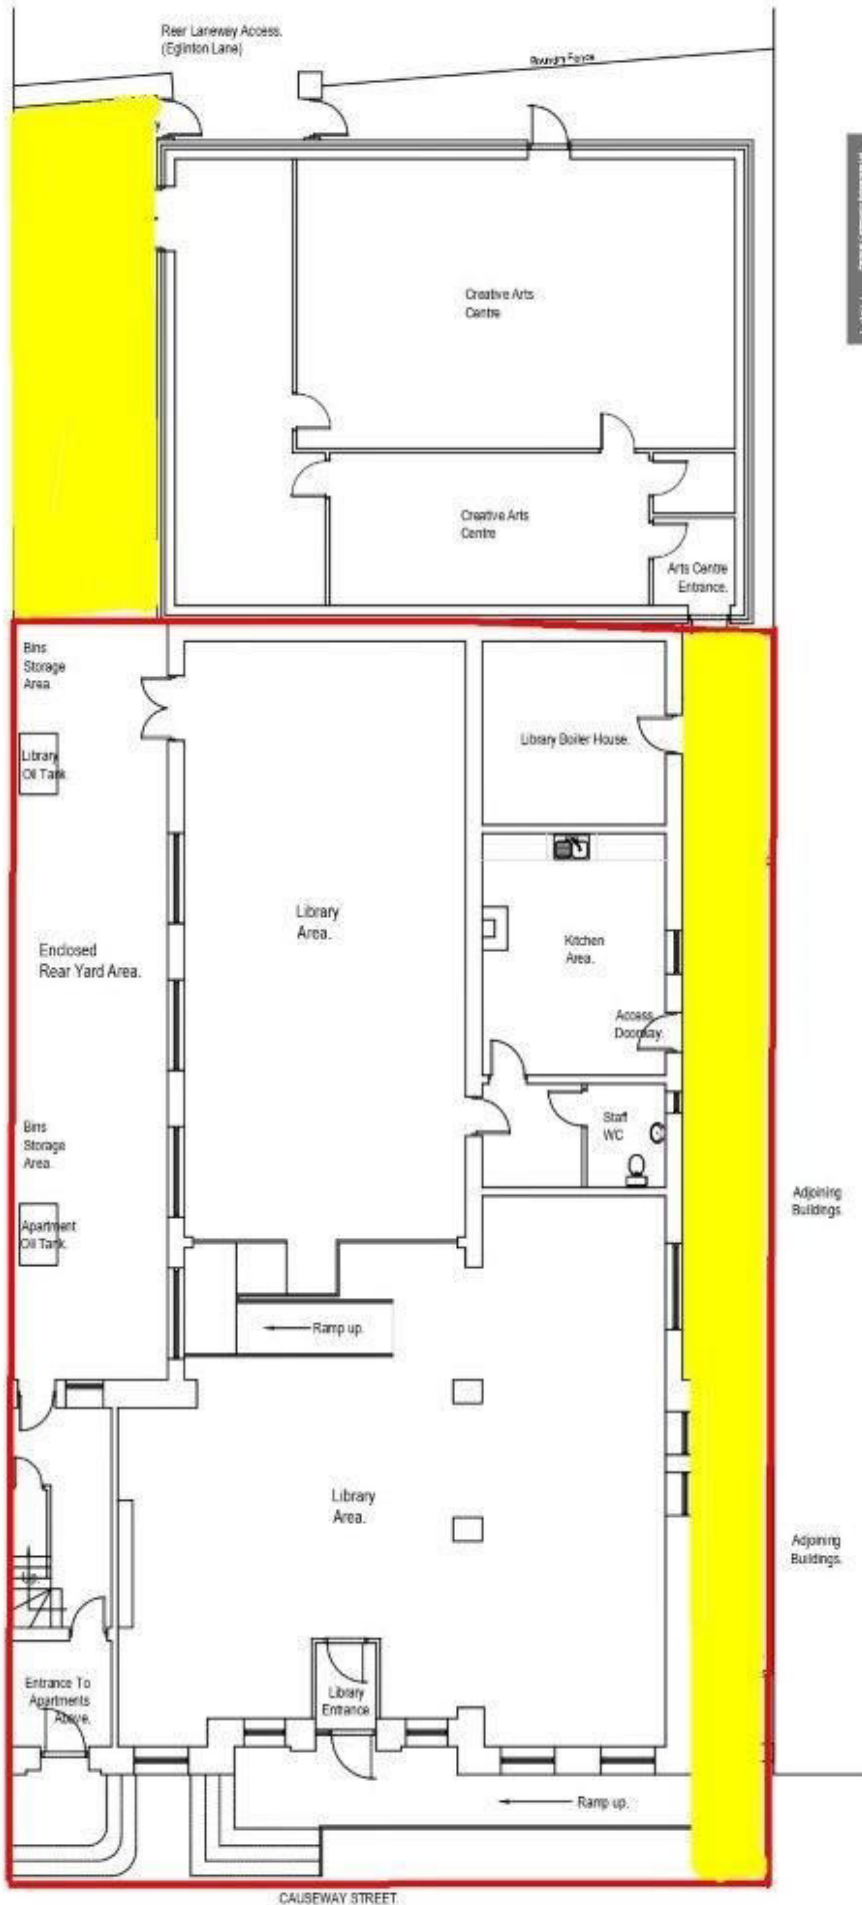 Rear Laneway Access.
(Eglinton Lane)
Boundry Fence
Creative Arts
Centre
Creative Arts
Centre
Arts Centre
Entrance.
Bins
Storage
Area.
Library
Oil Tank.
Library Boiler House.
Library
Area.
Enclosed
Rear Yard Area.
Kitchen
Area.
Access
Doorway.
Bins
Storage
Area.
Staff
WC
Apartment
Oil Tank.
Adjoining
Buildings.
Ramp up.
Library
Area.
Adjoining
Buildings.
Entrance To
Apartments
Above.
Library
Entrance
Ramp up.
CAUSEWAY STREET.